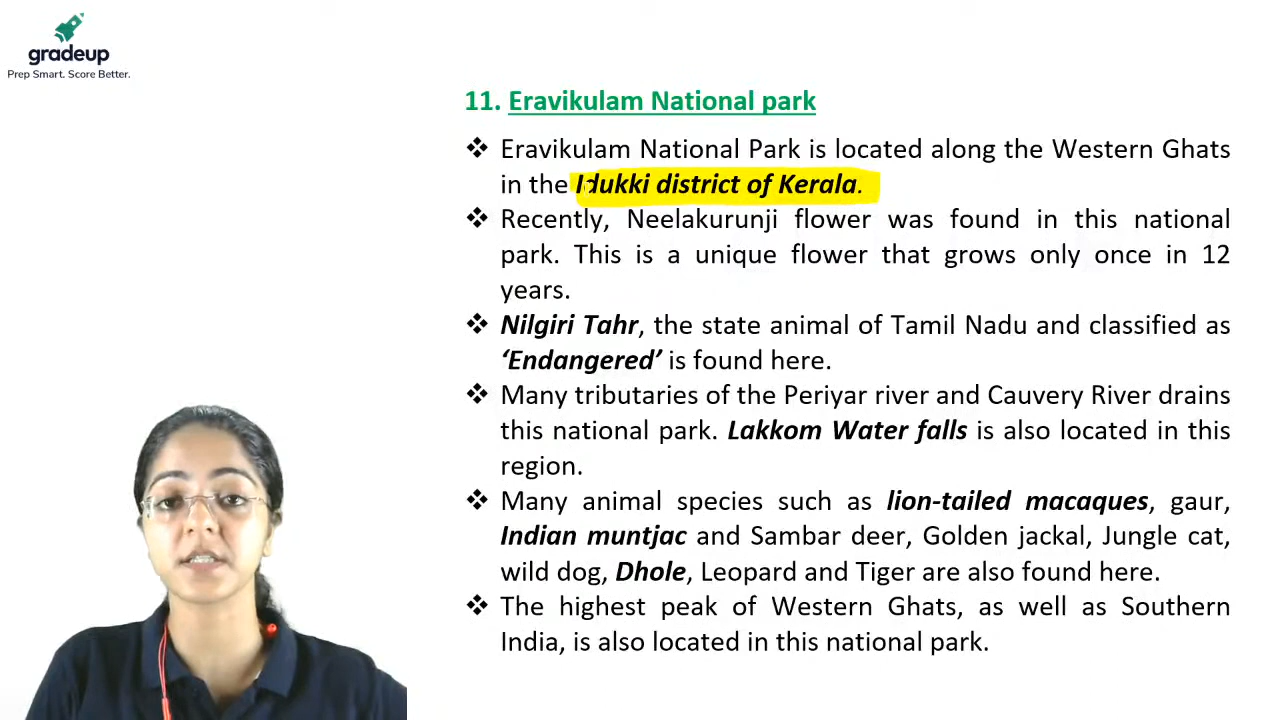 gradeup
Prep Smart. Score Better.
11. Eravikulam National park
❖ Eravikulam National Park is located along the Western Ghats
in the Idukki district of Kerala.
❖ Recently, Neelakurunji flower was found in this national
park. This is a unique flower that grows only once in 12
years.
❖ Nilgiri Tahr, the state animal of Tamil Nadu and classified as
‘Endangered’ is found here.
❖ Many tributaries of the Periyar river and Cauvery River drains
this national park. Lakkom Water falls is also located in this
region.
❖ Many animal species such as lion-tailed macaques, gaur,
Indian muntjac and Sambar deer, Golden jackal, Jungle cat,
wild dog, Dhole, Leopard and Tiger are also found here.
❖ The highest peak of Western Ghats, as well as Southern
India, is also located in this national park.